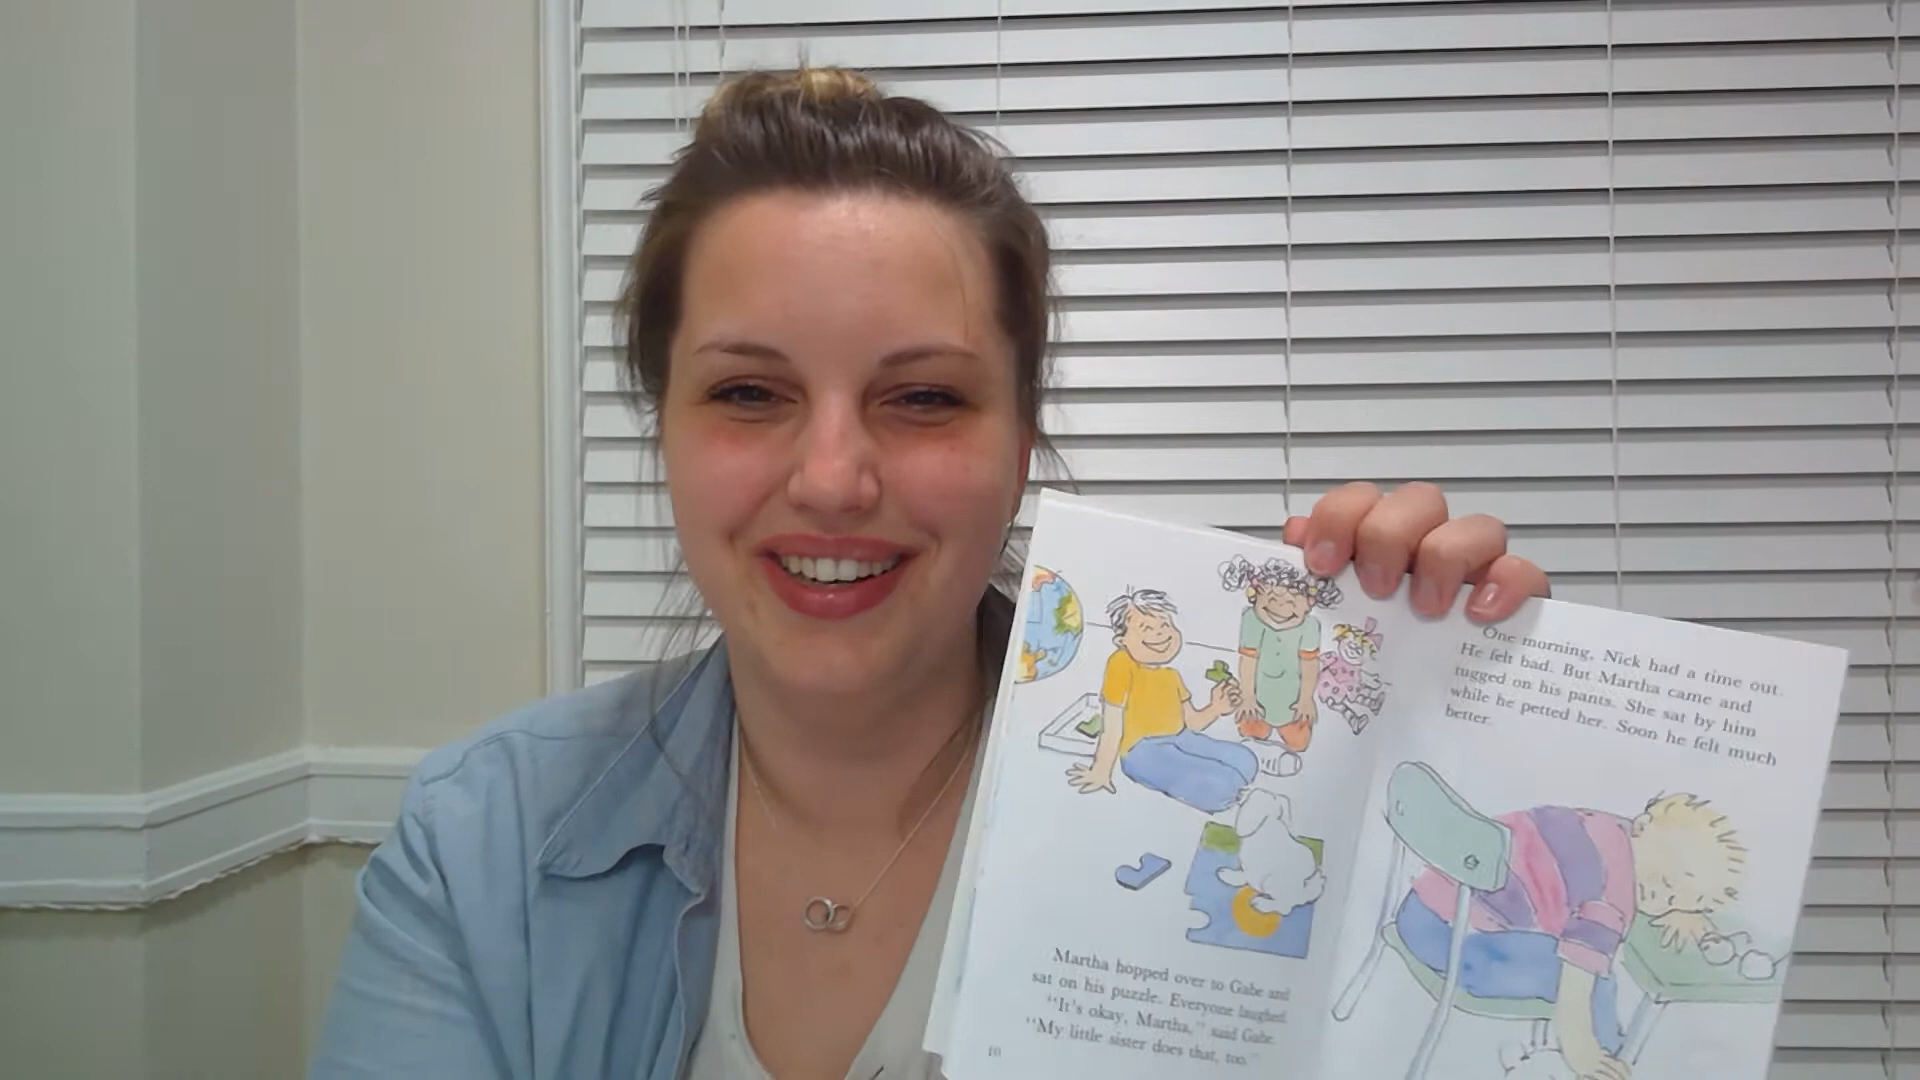 Martha hopped over to Gabe and
sat on his puzzle. Everyone laughed.
"It's okay, Martha," said Gabe.
"My little sister does that, too."
10
One morning, Nick had a time out.
He felt bad. But Martha came and
tugged on his pants. She sat by him
while he petted her. Soon he felt much
better.